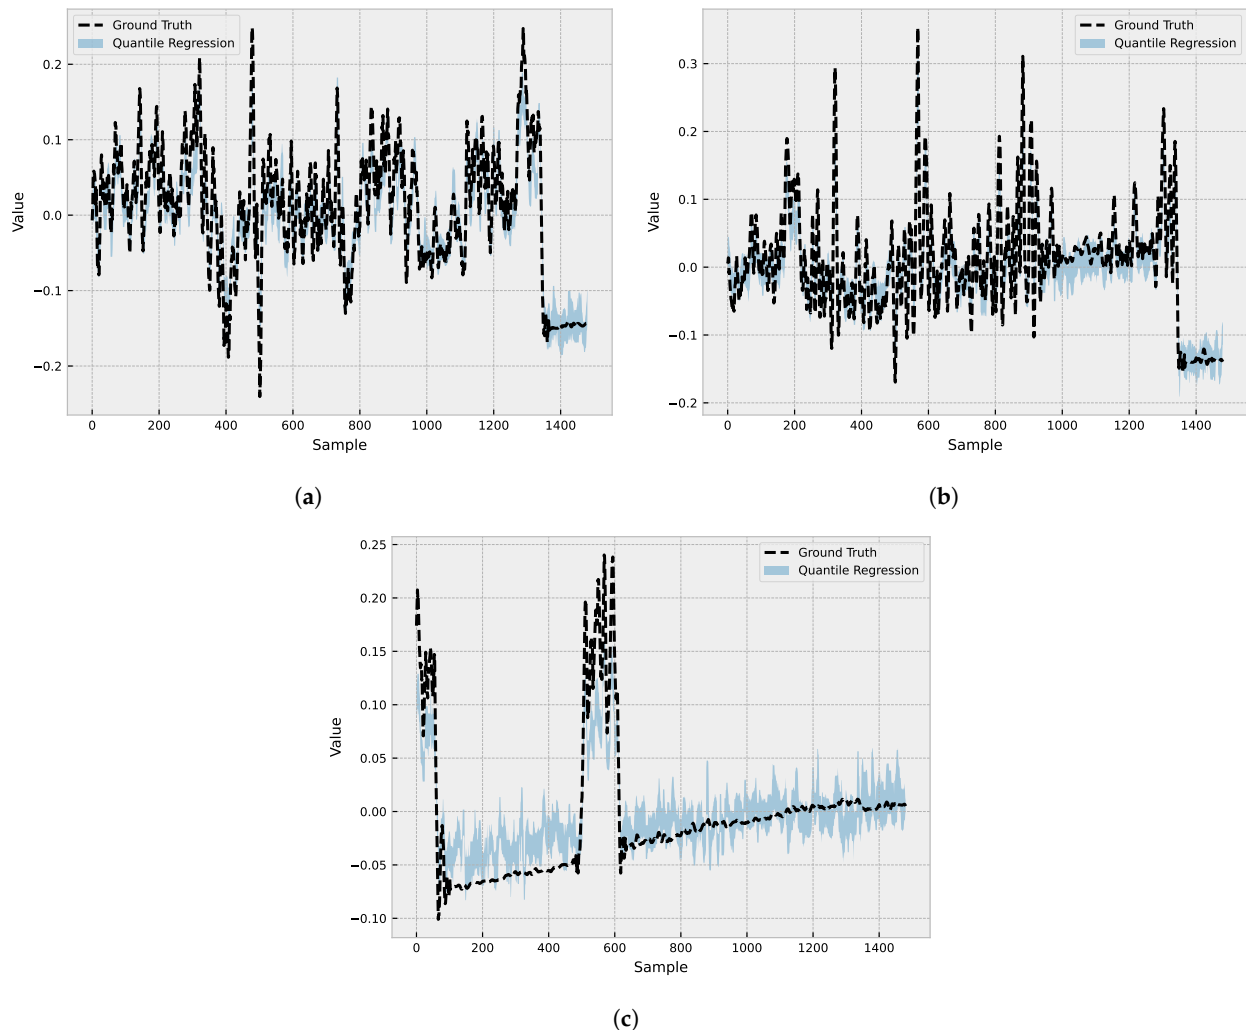 Ground Truth
Quantile Regression
Value
0.2
0.1
0.0
−0.1
−0.2
0 200 400 600 800 1000 1200 1400
Sample
(a)
Ground Truth
Quantile Regression
Value
0.3
0.2
0.1
0.0
−0.1
−0.2
0 200 400 600 800 1000 1200 1400
Sample
(b)
Ground Truth
Quantile Regression
Value
0.25
0.20
0.15
0.10
0.05
0.00
−0.05
−0.10
0 200 400 600 800 1000 1200 1400
Sample
(c)